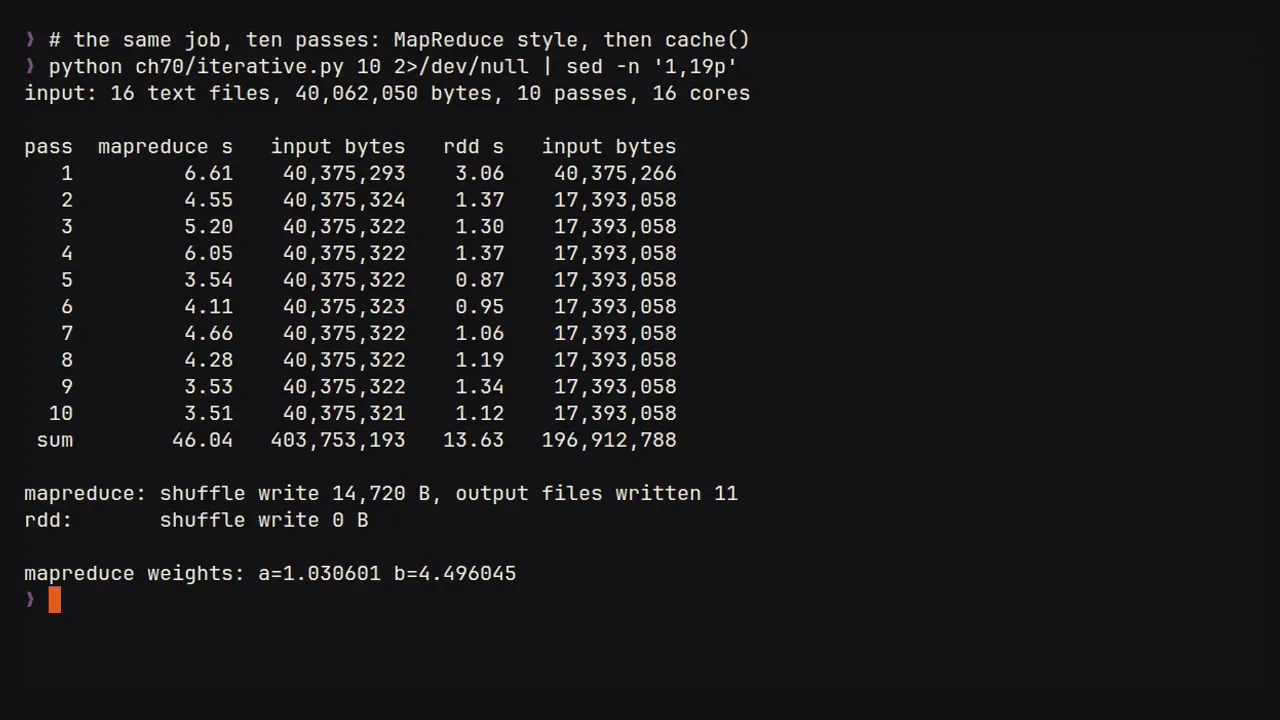 ❯ # the same job, ten passes: MapReduce style, then cache()
❯ python ch70/iterative.py 10 2>/dev/null | sed -n '1,19p'
input: 16 text files, 40,062,050 bytes, 10 passes, 16 cores
pass  mapreduce s   input bytes   rdd s   input bytes
   1         6.61    40,375,293    3.06    40,375,266
   2         4.55    40,375,324    1.37    17,393,058
   3         5.20    40,375,322    1.30    17,393,058
   4         6.05    40,375,322    1.37    17,393,058
   5         3.54    40,375,322    0.87    17,393,058
   6         4.11    40,375,323    0.95    17,393,058
   7         4.66    40,375,322    1.06    17,393,058
   8         4.28    40,375,322    1.19    17,393,058
   9         3.53    40,375,322    1.34    17,393,058
  10         3.51    40,375,321    1.12    17,393,058
 sum        46.04   403,753,193   13.63   196,912,788
mapreduce: shuffle write 14,720 B, output files written 11
rdd:       shuffle write 0 B
mapreduce weights: a=1.030601 b=4.496045
❯